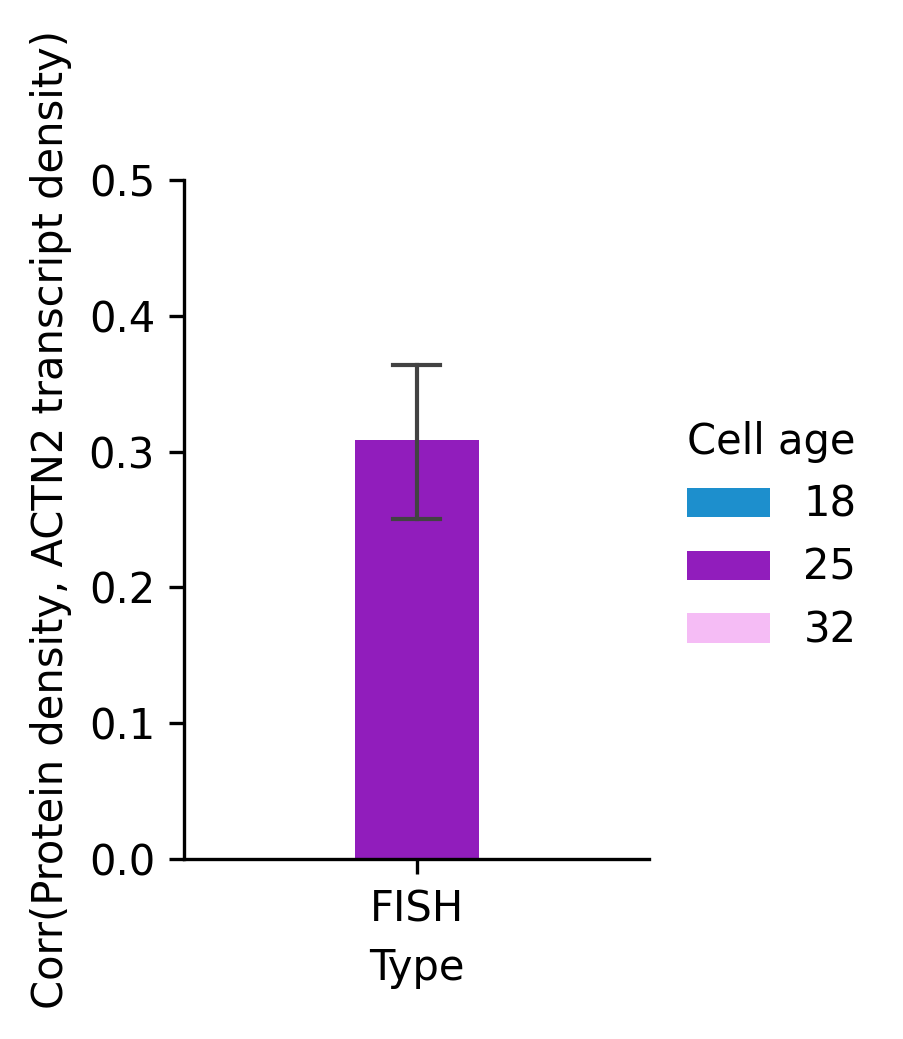 Corr(Protein density, ACTN2 transcript density)
0.5
0.4
0.3
0.2
0.1
0.0
FISH
Type
Cell age
18
25
32